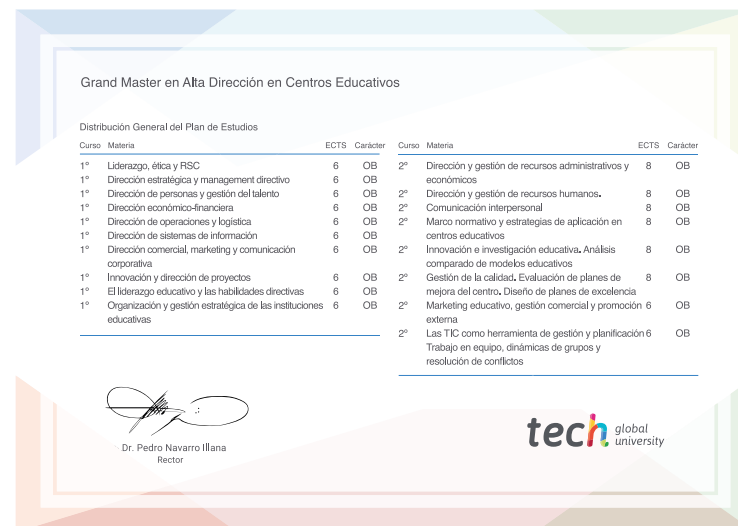 Grand Master en Alta Dirección en Centros Educativos
Distribución General del Plan de Estudios
Curso Materia ECTS Carácter
1º Liderazgo, ética y RSC 6 OB
1º Dirección estratégica y management directivo 6 OB
1º Dirección de personas y gestión del talento 6 OB
1º Dirección económico-financiera 6 OB
1º Dirección de operaciones y logística 6 OB
1º Dirección de sistemas de información 6 OB
1º Dirección comercial, marketing y comunicación 6 OB
corporativa
1º Innovación y dirección de proyectos 6 OB
1º El liderazgo educativo y las habilidades directivas 6 OB
1º Organización y gestión estratégica de las instituciones 6 OB
educativas
Curso Materia ECTS Carácter
2º Dirección y gestión de recursos administrativos y 8 OB
económicos
2º Dirección y gestión de recursos humanos. 8 OB
2º Comunicación interpersonal 8 OB
2º Marco normativo y estrategias de aplicación en 8 OB
centros educativos
2º Innovación e investigación educativa. Análisis 8 OB
comparado de modelos educativos
2º Gestión de la calidad. Evaluación de planes de 8 OB
mejora del centro. Diseño de planes de excelencia
2º Marketing educativo, gestión comercial y promoción 6 OB
externa
2º Las TIC como herramienta de gestión y planificación 6 OB
Trabajo en equipo, dinámicas de grupos y
resolución de conflictos
Dr. Pedro Navarro Illana
Rector
tech global
university